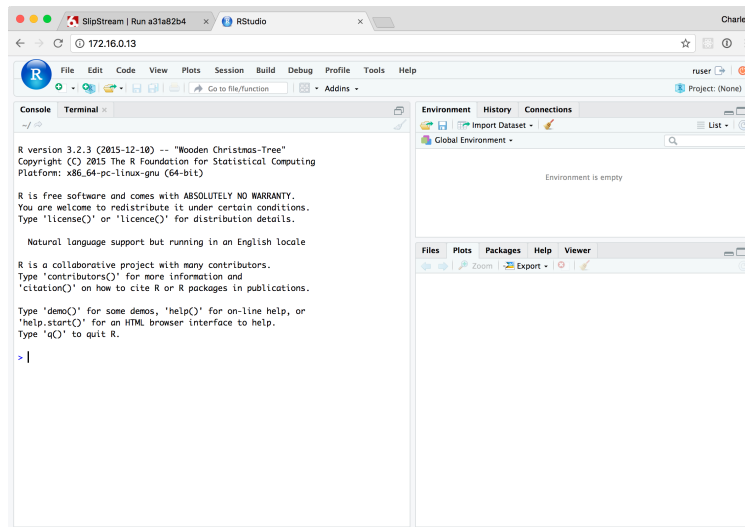 SlipStream | Run a31a82b4
RStudio
Charle
172.16.0.13
R
File Edit Code View Plots Session Build Debug Profile Tools Help
ruser
Go to file/function
Addins
Project: (None)
Console Terminal
~/
R version 3.2.3 (2015-12-10) -- "Wooden Christmas-Tree"
Copyright (C) 2015 The R Foundation for Statistical Computing
Platform: x86_64-pc-linux-gnu (64-bit)
R is free software and comes with ABSOLUTELY NO WARRANTY.
You are welcome to redistribute it under certain conditions.
Type 'license()' or 'licence()' for distribution details.
Natural language support but running in an English locale
R is a collaborative project with many contributors.
Type 'contributors()' for more information and
'citation()' on how to cite R or R packages in publications.
Type 'demo()' for some demos, 'help()' for on-line help, or
'help.start()' for an HTML browser interface to help.
Type 'q()' to quit R.
>
Environment History Connections
Import Dataset
List
Global Environment
Environment is empty
Files Plots Packages Help Viewer
Zoom Export